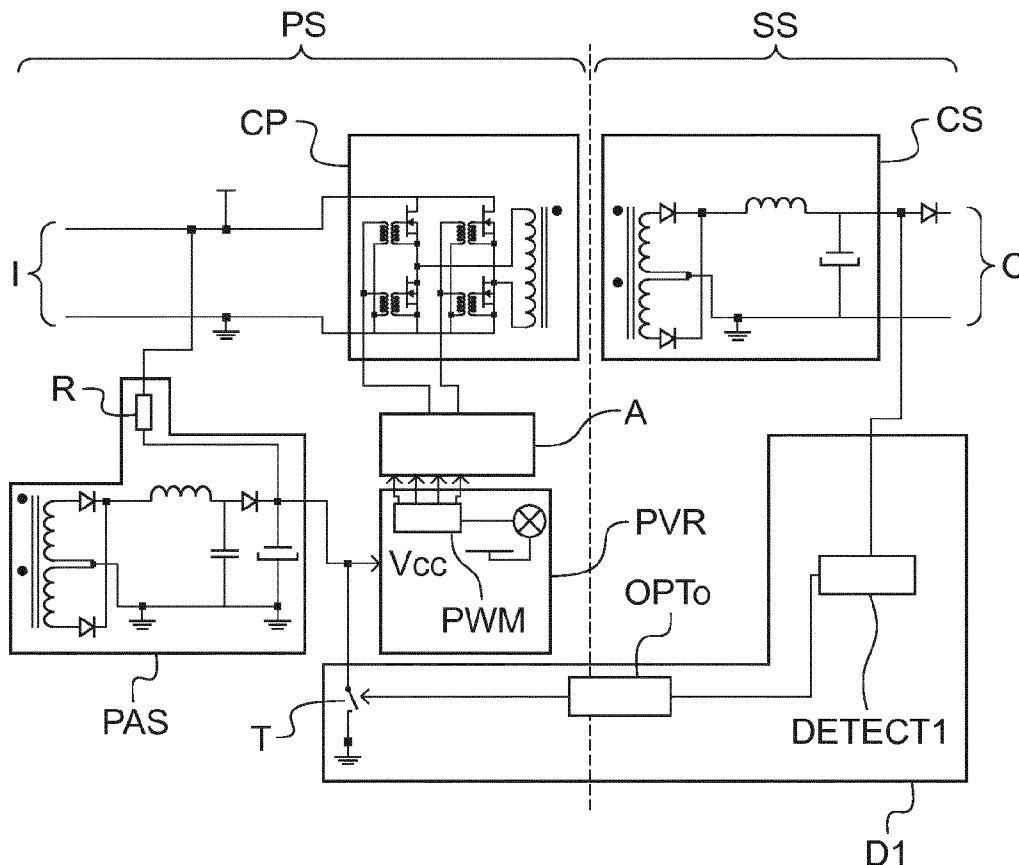 PS SS
CP CS
I O
R A
PVR
VCC
OPTO
PWM
PAS T DETECT1
D1